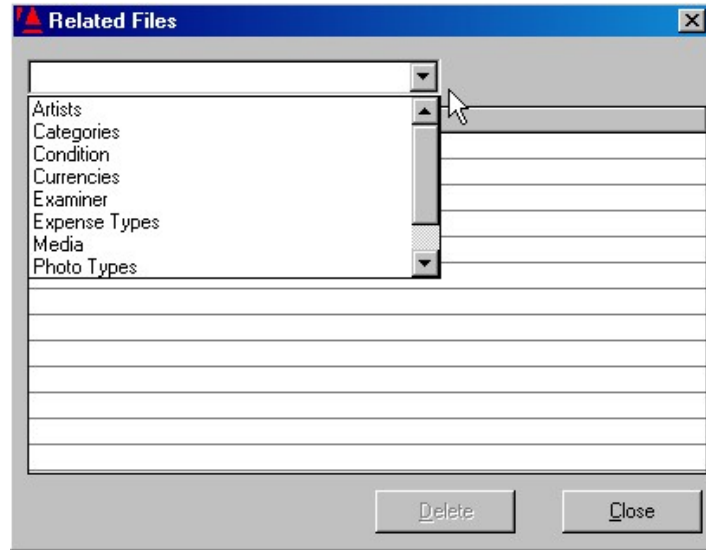 Related Files
Artists
Categories
Condition
Currencies
Examiner
Expense Types
Media
Photo Types
Delete
Close